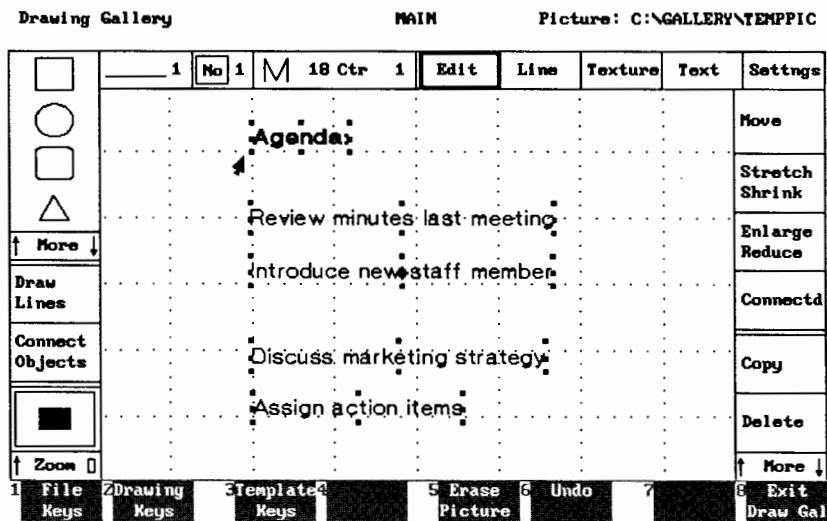 Drawing Gallery MAIN Picture: C:\GALLERY\TEMPPIC
1 No 1 18 Ctr 1 Edit Line Texture Text Settngs
Agenda:
Review minutes last meeting
Introduce new staff member
Discuss marketing strategy
Assign action items
↑ More ↓
Draw
Lines
Connect
Objects
↑ Zoom
Move
Stretch
Shrink
Enlarge
Reduce
Connectd
Copy
Delete
↑ More ↓
1 File Keys
2 Drawing Keys
3 Template Keys
4
5 Erase Picture
6 Undo
7
8 Exit Draw Gal